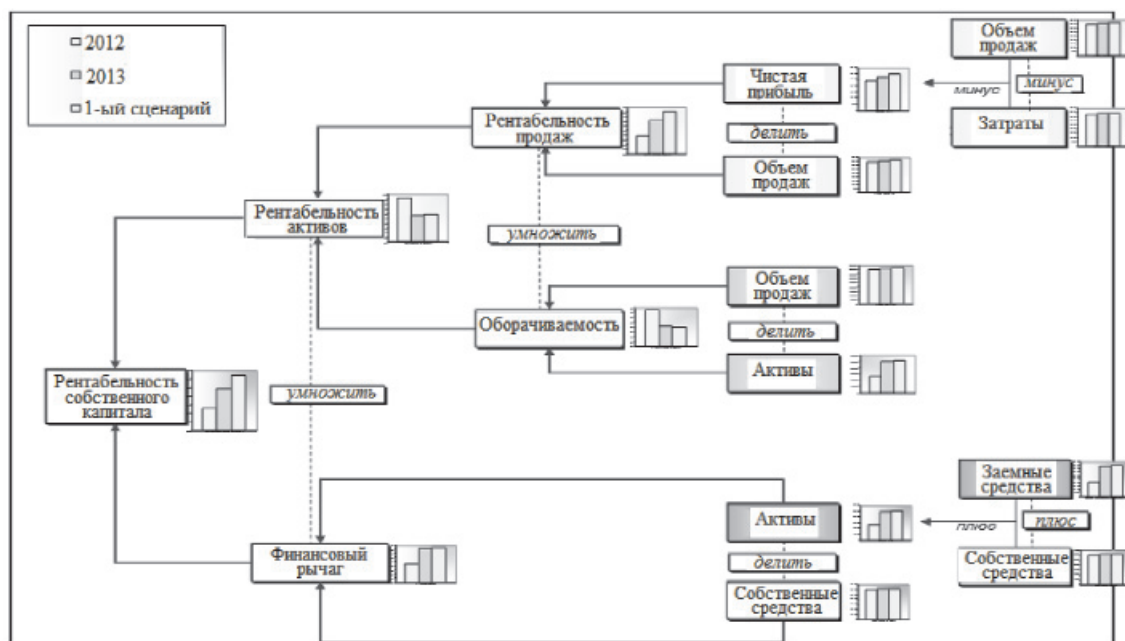 2012
2013
1-ый сценарий
Объем
продаж
минус
минус
Затраты
Чистая
прибыль
делить
Объем
продаж
Рентабельность
продаж
Рентабельность
активов
умножить
Объем
продаж
Оборачиваемость
делить
Активы
Рентабельность
собственного
капитала
умножить
Заемные
средства
Активы
плюс
плюс
Финансовый
рычаг
делить
Собственные
средства
Собственные
средства